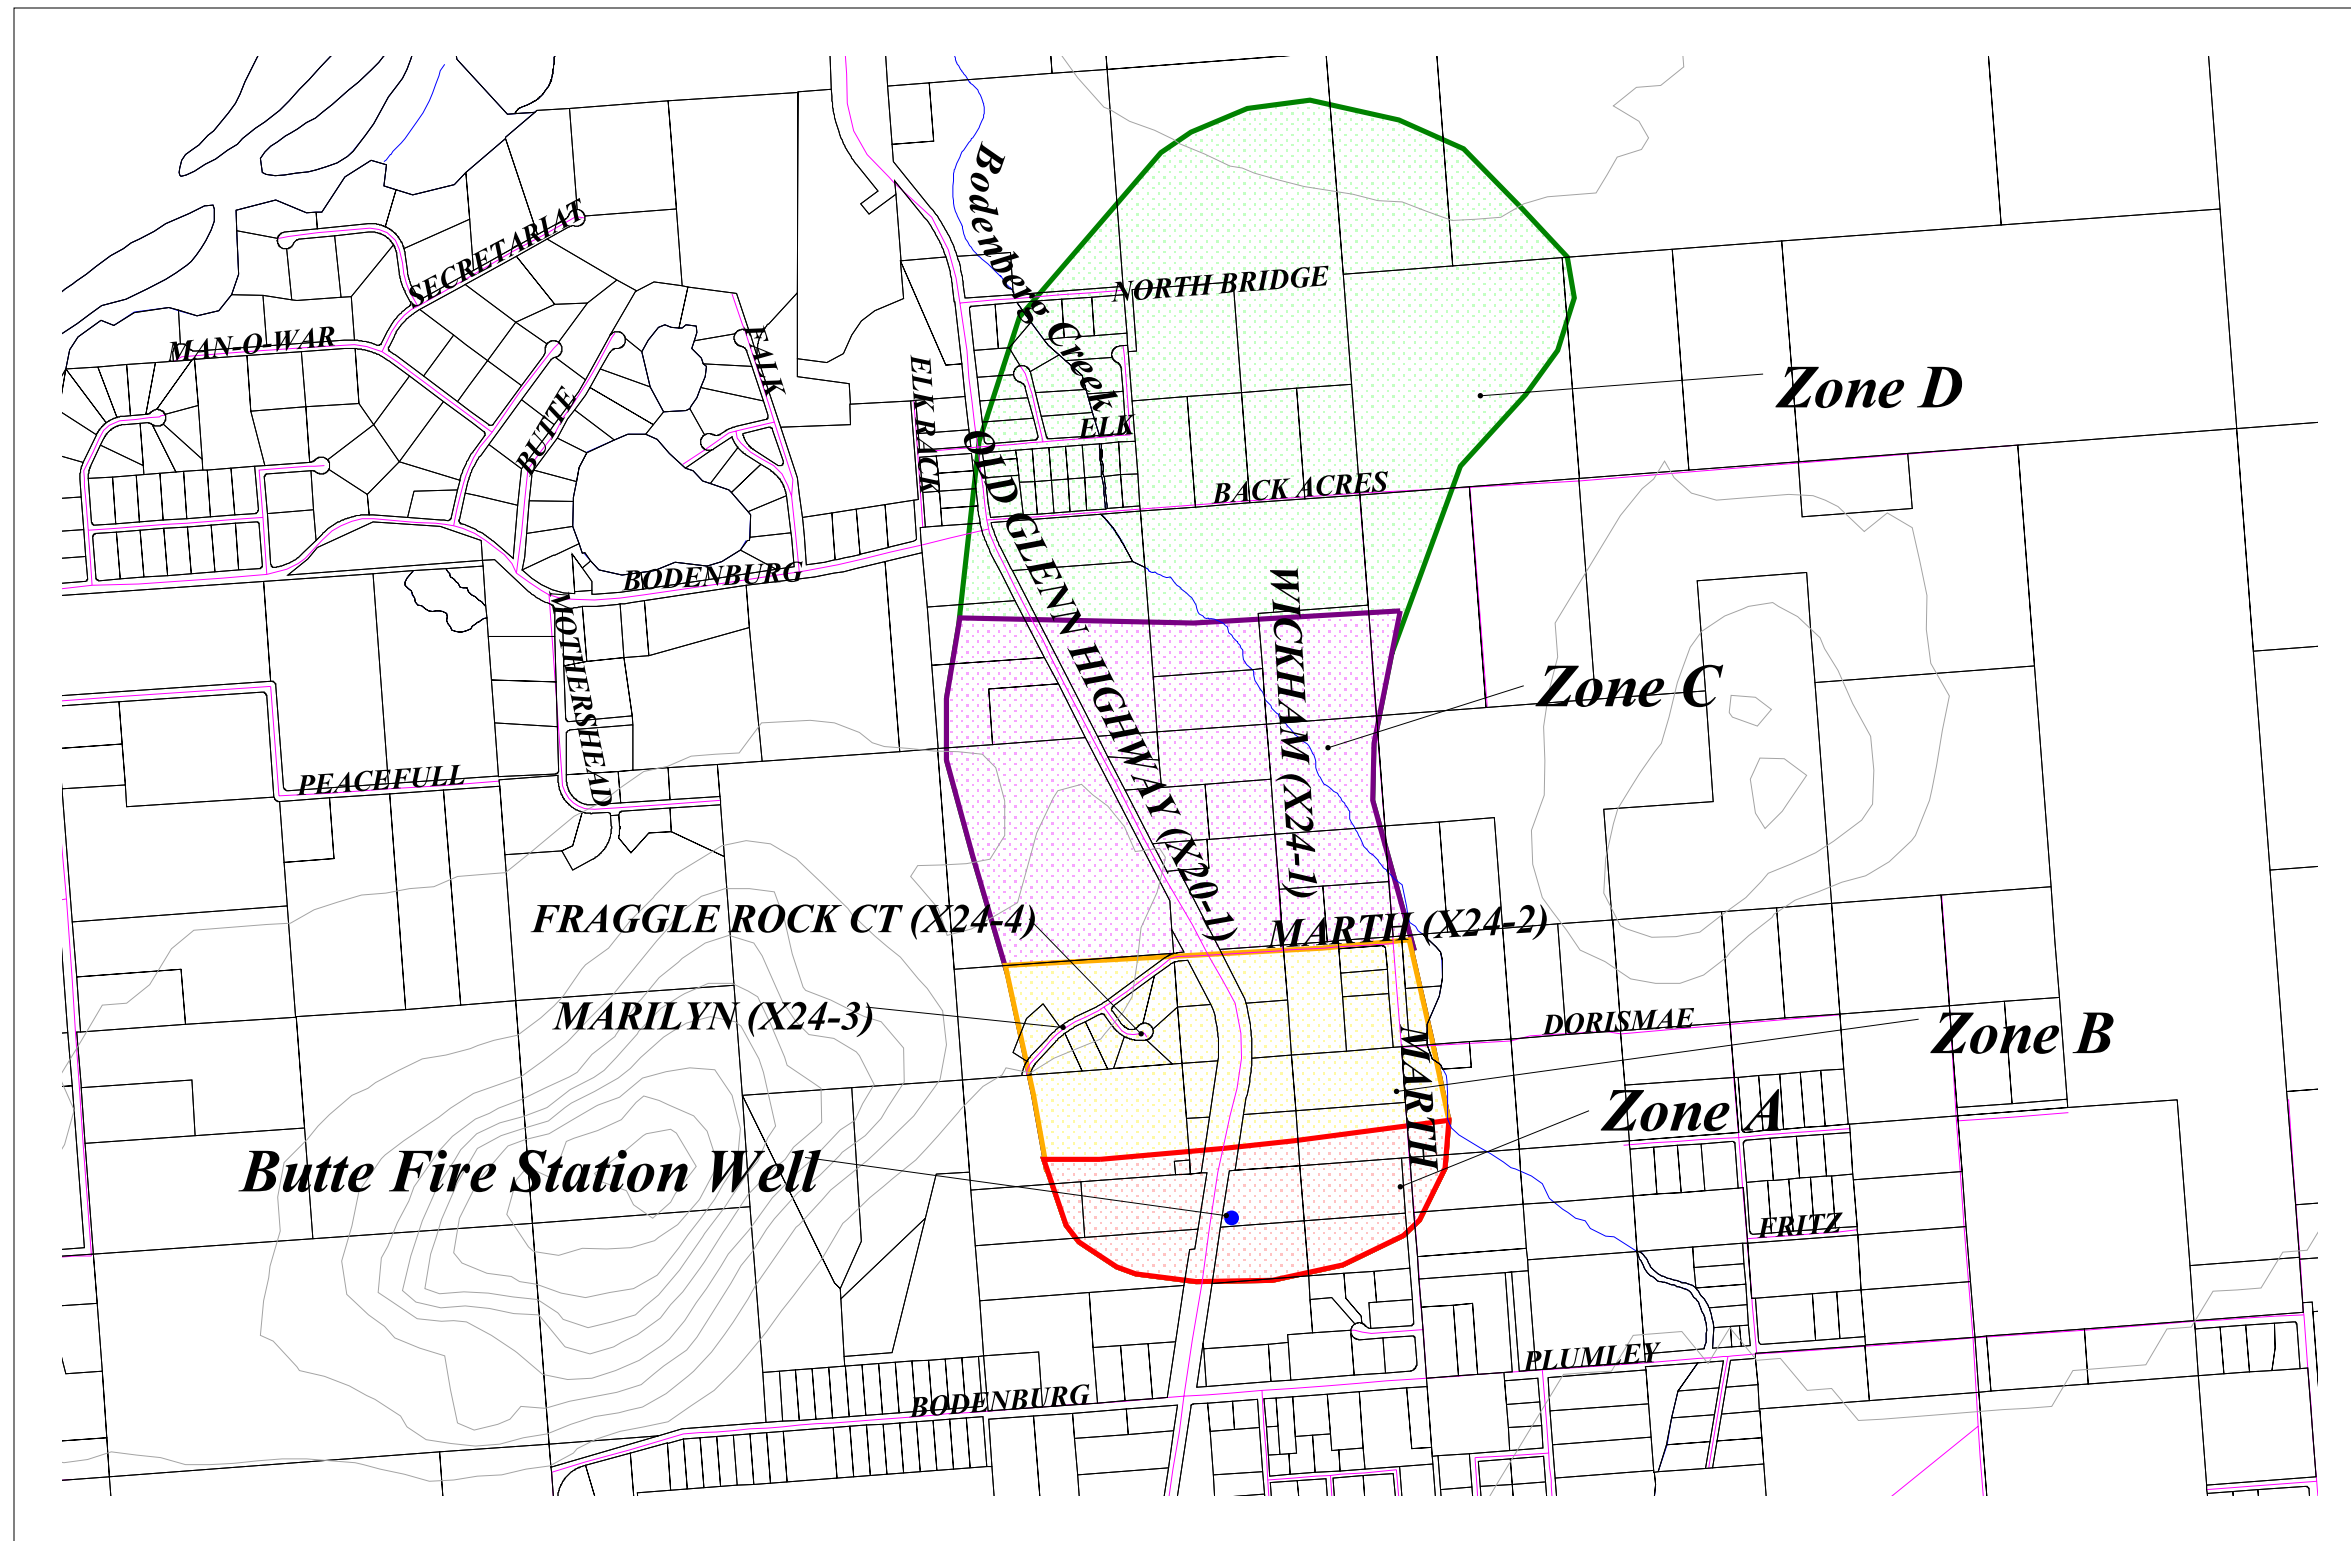 Bodenberg Creek
SECRETARIAT
NORTH BRIDGE
MAN-O-WAR
FALK
ELK RACK
Zone D
BUTTE
ELK
OLD GLENN HIGHWAY (X20-1)
BACK ACRES
BODENBURG
WICKHAM (X24-1)
MOTHERSHEAD
Zone C
PEACEFULL
FRAGGLE ROCK CT (X24-4)
MARTH (X24-2)
MARILYN (X24-3)
DORISMAE
Zone B
MARTH
Zone A
Butte Fire Station Well
FRITZ
PLUMLEY
BODENBURG